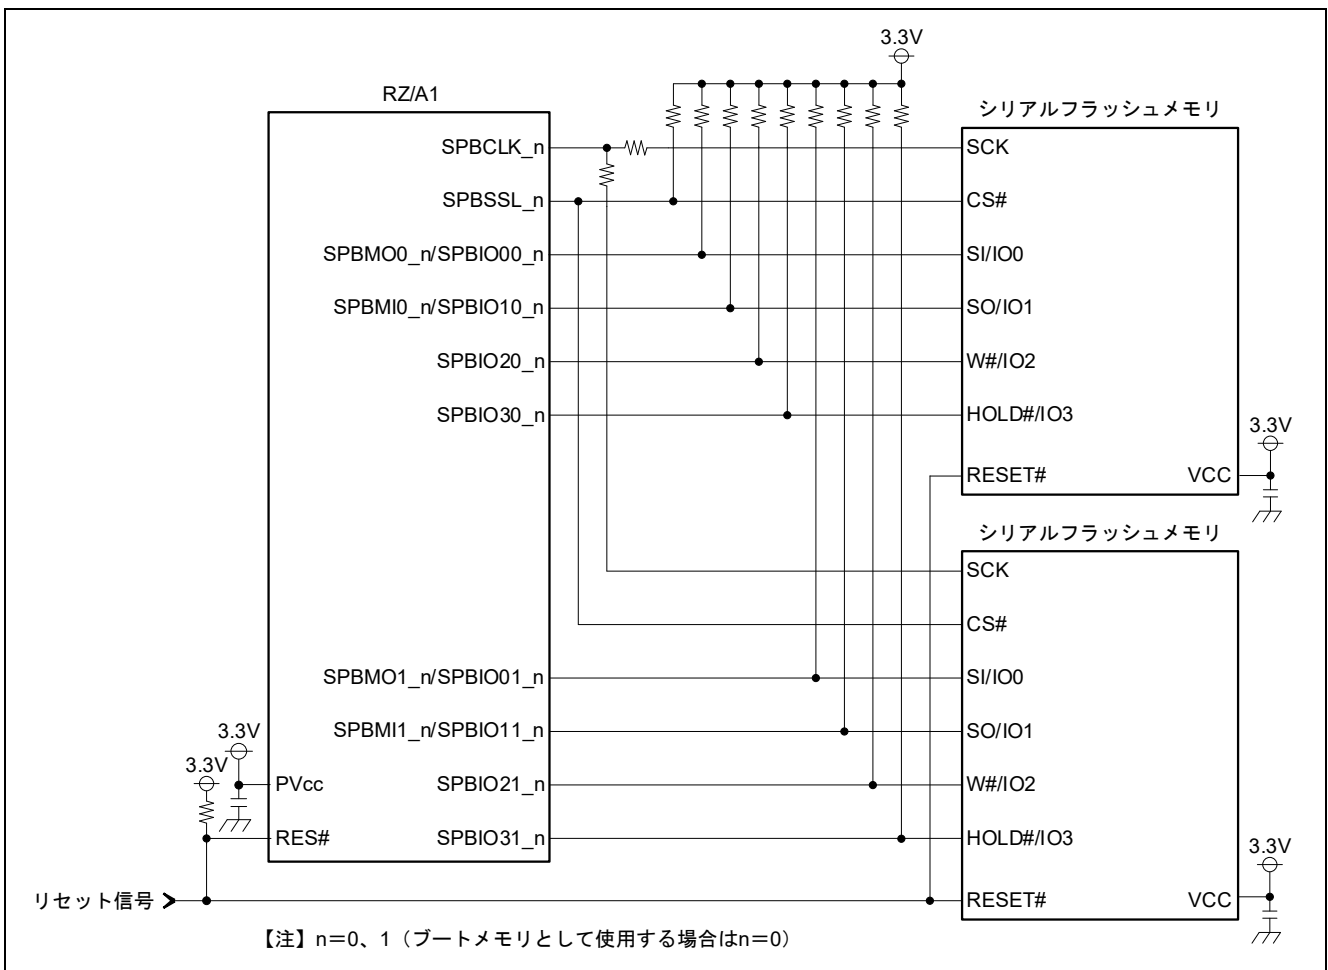 3.3V
RZ/A1
シリアルフラッシュメモリ
SPBCLK_n
SCK
SPBSSL_n
CS#
SPBMO0_n/SPBIO00_n
SI/IO0
SPBMI0_n/SPBIO10_n
SO/IO1
SPBIO20_n
W#/IO2
SPBIO30_n
HOLD#/IO3
3.3V
RESET#
VCC
シリアルフラッシュメモリ
SCK
CS#
SPBMO1_n/SPBIO01_n
SI/IO0
SPBMI1_n/SPBIO11_n
SO/IO1
3.3V
3.3V
PVcc
SPBIO21_n
W#/IO2
RES#
SPBIO31_n
HOLD#/IO3
3.3V
リセット信号
RESET#
VCC
【注】n＝0、1（ブートメモリとして使用する場合はn＝0）